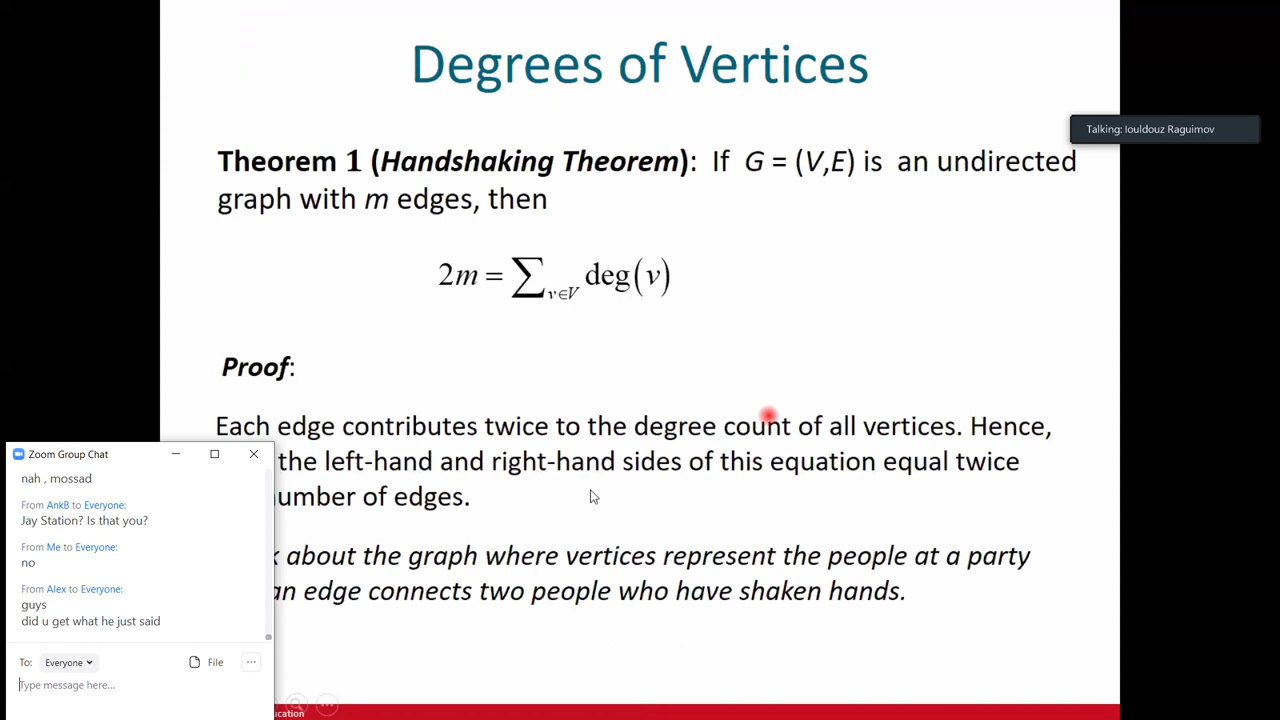 Degrees of Vertices
Talking: Iouldouz Raguimov
Theorem 1 (Handshaking Theorem): If G = (V,E) is an undirected
graph with m edges, then
2m = ∑v∈V deg(v)
Proof:
Each edge contributes twice to the degree count of all vertices. Hence,
the left-hand and right-hand sides of this equation equal twice
number of edges.
about the graph where vertices represent the people at a party
an edge connects two people who have shaken hands.
Zoom Group Chat
nah , mossad
From AnkB to Everyone:
Jay Station? Is that you?
From Me to Everyone:
no
From Alex to Everyone:
guys
did u get what he just said
To: Everyone File ...
Type message here...